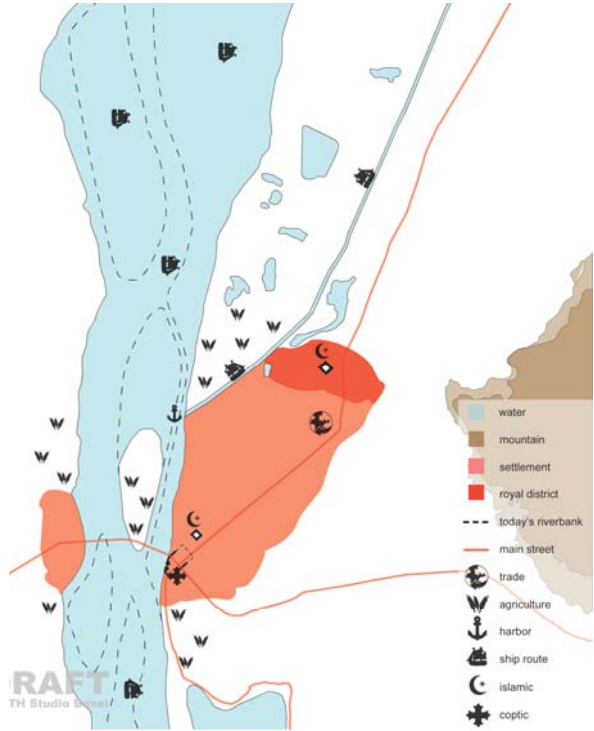 water
mountain
settlement
royal district
today's riverbank
main street
trade
agriculture
harbor
ship route
islamic
coptic
RAFT
TH Studio Basel